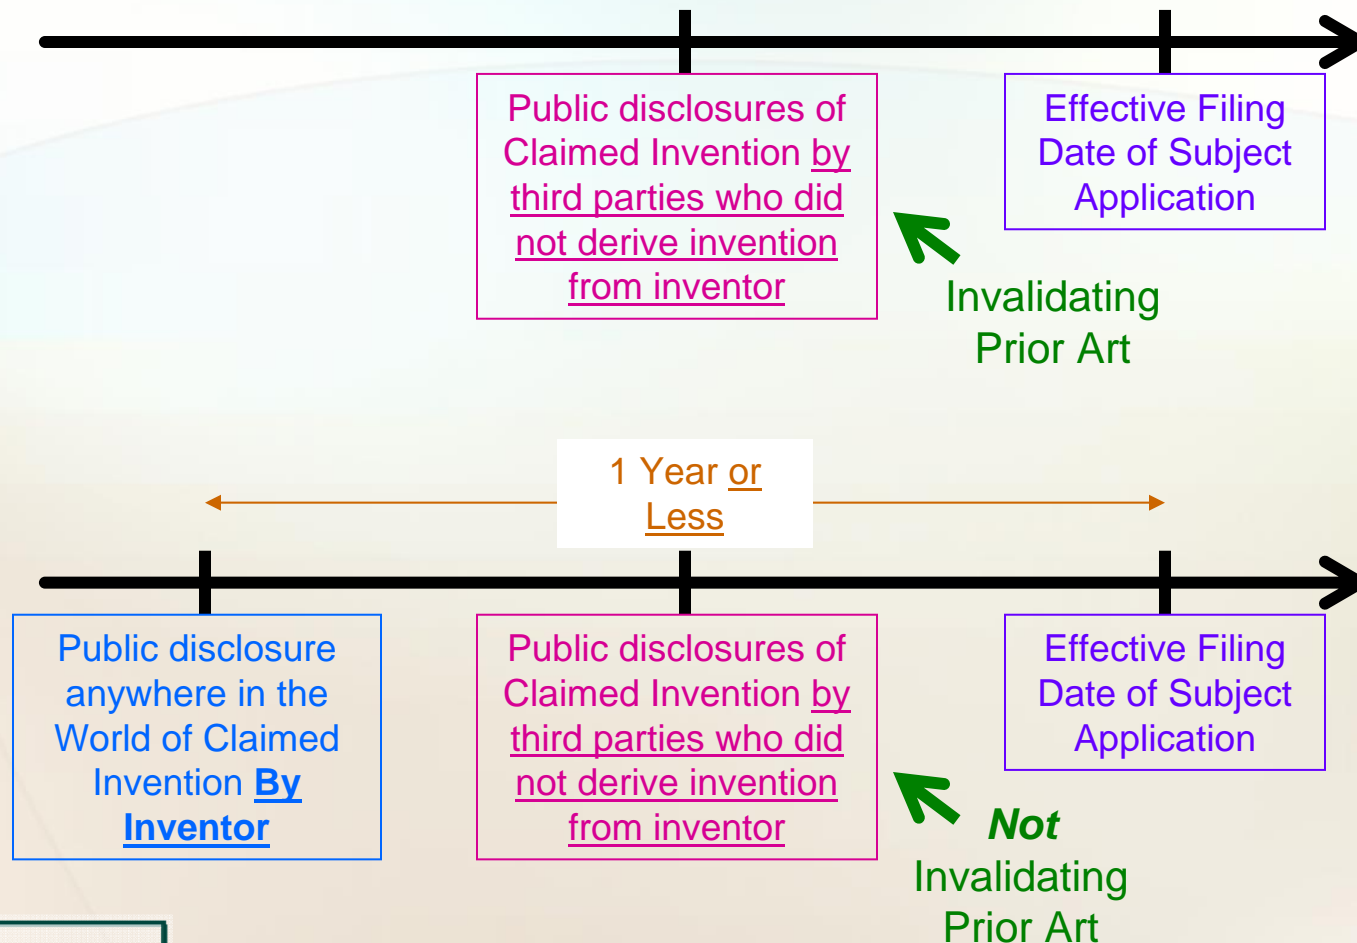 Public disclosures of
Claimed Invention by
third parties who did
not derive invention
from inventor
Effective Filing
Date of Subject
Application
Invalidating
Prior Art
1 Year or
Less
Public disclosure
anywhere in the
World of Claimed
Invention By
Inventor
Public disclosures of
Claimed Invention by
third parties who did
not derive invention
from inventor
Effective Filing
Date of Subject
Application
Not
Invalidating
Prior Art